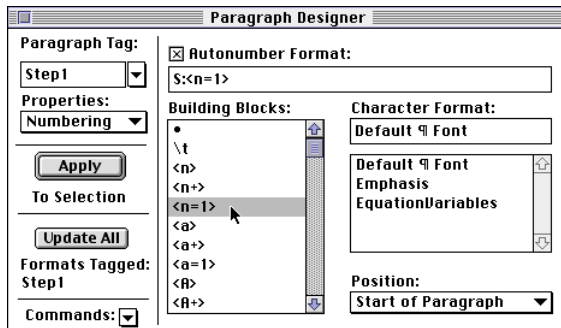 Paragraph Designer
Paragraph Tag:
Step1
Properties:
Numbering
Apply
To Selection
Update All
Formats Tagged:
Step1
Commands:
Autonumber Format:
S:<n=1>
Building Blocks:
•
\t
<n>
<n+>
<n=1>
<a>
<a+>
<a=1>
<A>
<A+>
Character Format:
Default ¶ Font
Default ¶ Font
Emphasis
EquationVariables
Position:
Start of Paragraph